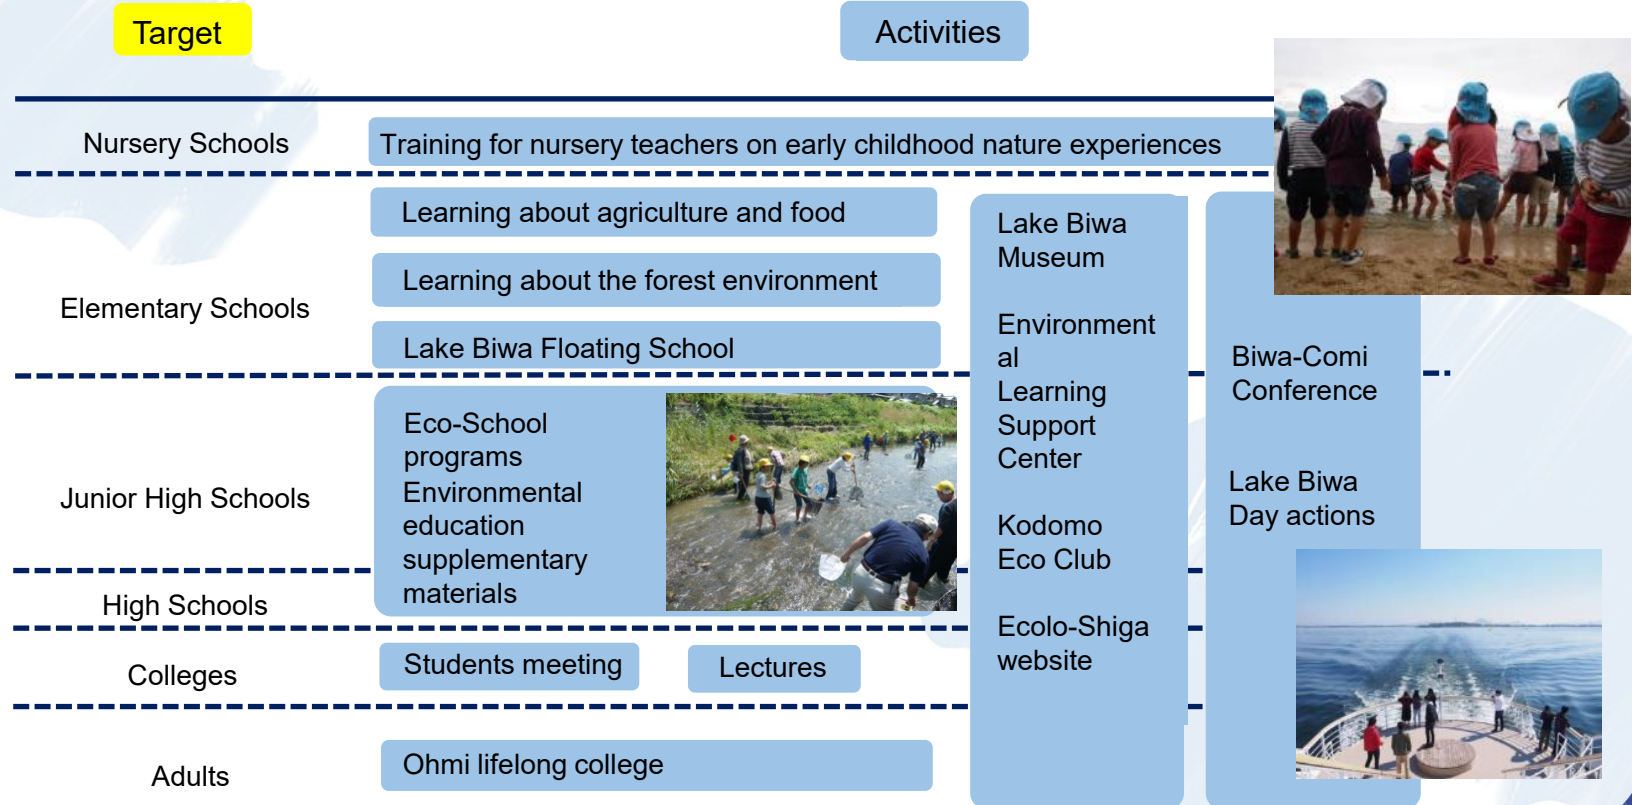 Target
Activities
Nursery Schools
Training for nursery teachers on early childhood nature experiences
Elementary Schools
Learning about agriculture and food
Learning about the forest environment
Lake Biwa Floating School
Junior High Schools
Eco-School
programs
Environmental
education
supplementary
materials
High Schools
Colleges
Students meeting
Lectures
Adults
Ohmi lifelong college
Lake Biwa
Museum
Environment
al
Learning
Support
Center
Kodomo
Eco Club
Ecolo-Shiga
website
Biwa-Comi
Conference
Lake Biwa
Day actions